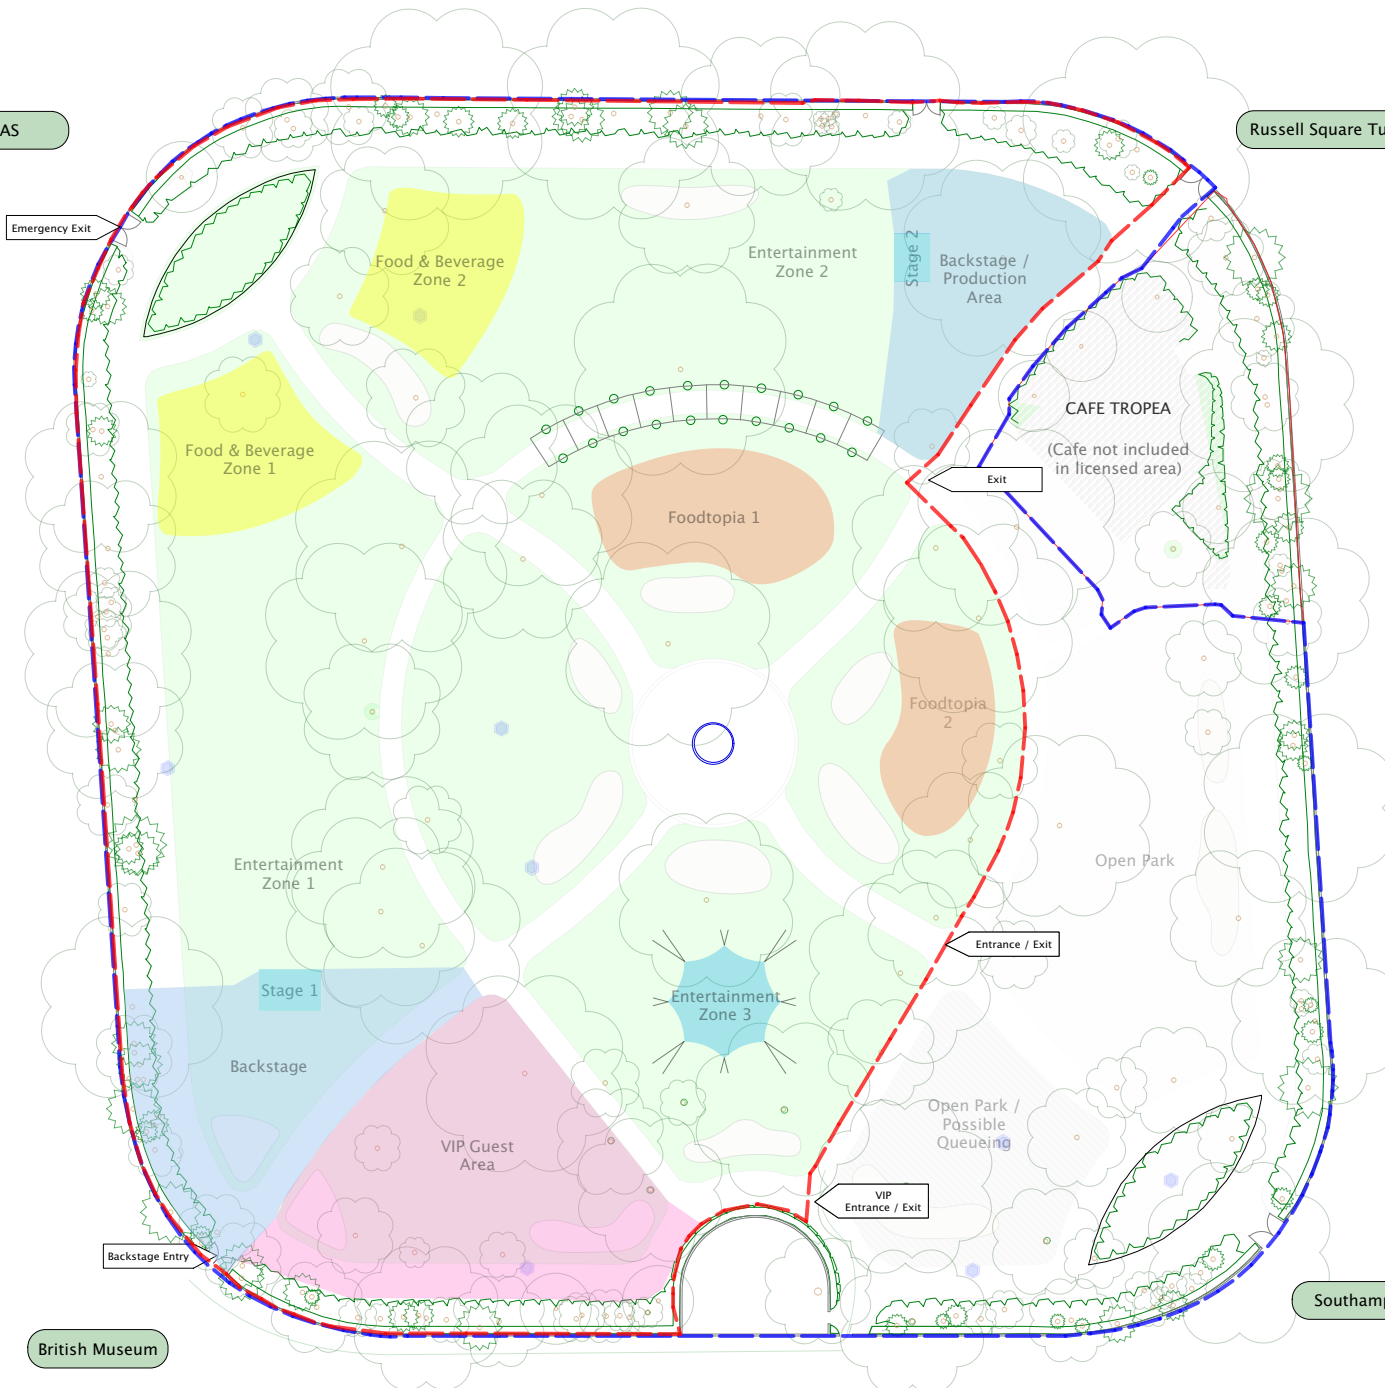 AS
Russell Square Tu
Emergency Exit
Food & Beverage
Zone 2
Entertainment
Zone 2
Stage 2
Backstage /
Production
Area
CAFE TROPEA
(Cafe not included
in licensed area)
Food & Beverage
Zone 1
Exit
Foodtopia 1
Foodtopia
2
Open Park
Entertainment
Zone 1
Entrance / Exit
Stage 1
Entertainment
Zone 3
Backstage
Open Park /
Possible
Queueing
VIP Guest
Area
VIP
Entrance / Exit
Backstage Entry
Southamp
British Museum